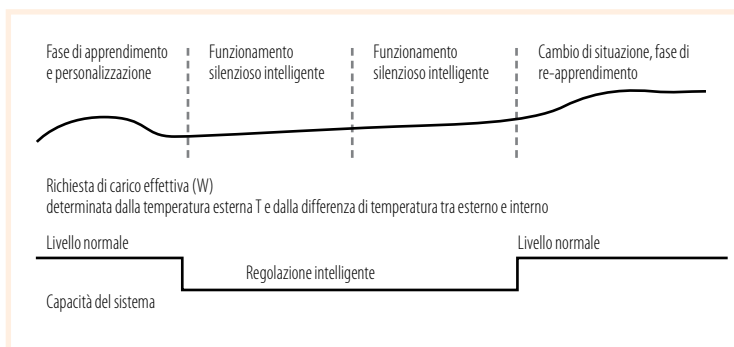 Fase di apprendimento
e personalizzazione
Funzionamento
silenzioso intelligente
Funzionamento
silenzioso intelligente
Cambio di situazione, fase di
re-apprendimento
Richiesta di carico effettiva (W)
determinata dalla temperatura esterna T e dalla differenza di temperatura tra esterno e interno
Livello normale
Livello normale
Regolazione intelligente
Capacità del sistema